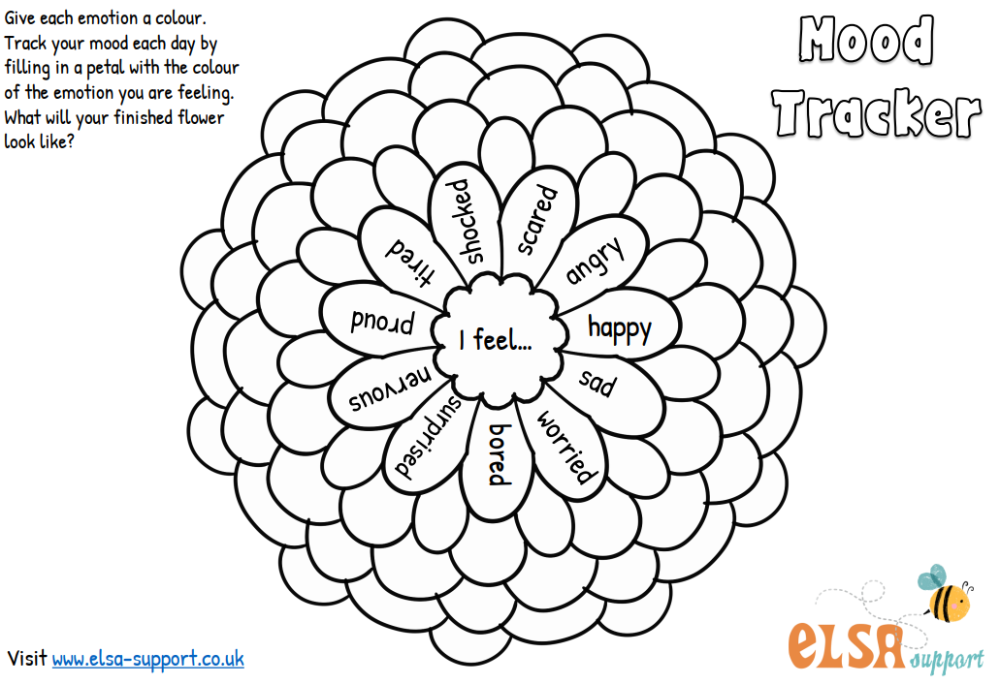 Give each emotion a colour.
Track your mood each day by
filling in a petal with the colour
of the emotion you are feeling.
What will your finished flower
look like?
Mood
Tracker
I feel...
shocked
scared
angry
happy
sad
worried
bored
surprised
nervous
proud
tired
Visit www.elsa-support.co.uk
ELSA
support